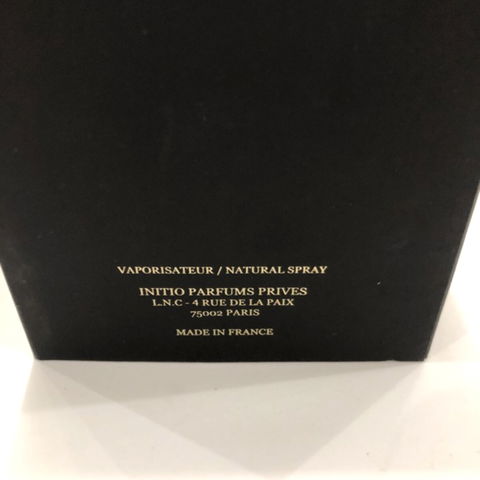 VAPORISATEUR / NATURAL SPRAY
INITIO PARFUMS PRIVES
L.N.C - 4 RUE DE LA PAIX
75002 PARIS
MADE IN FRANCE